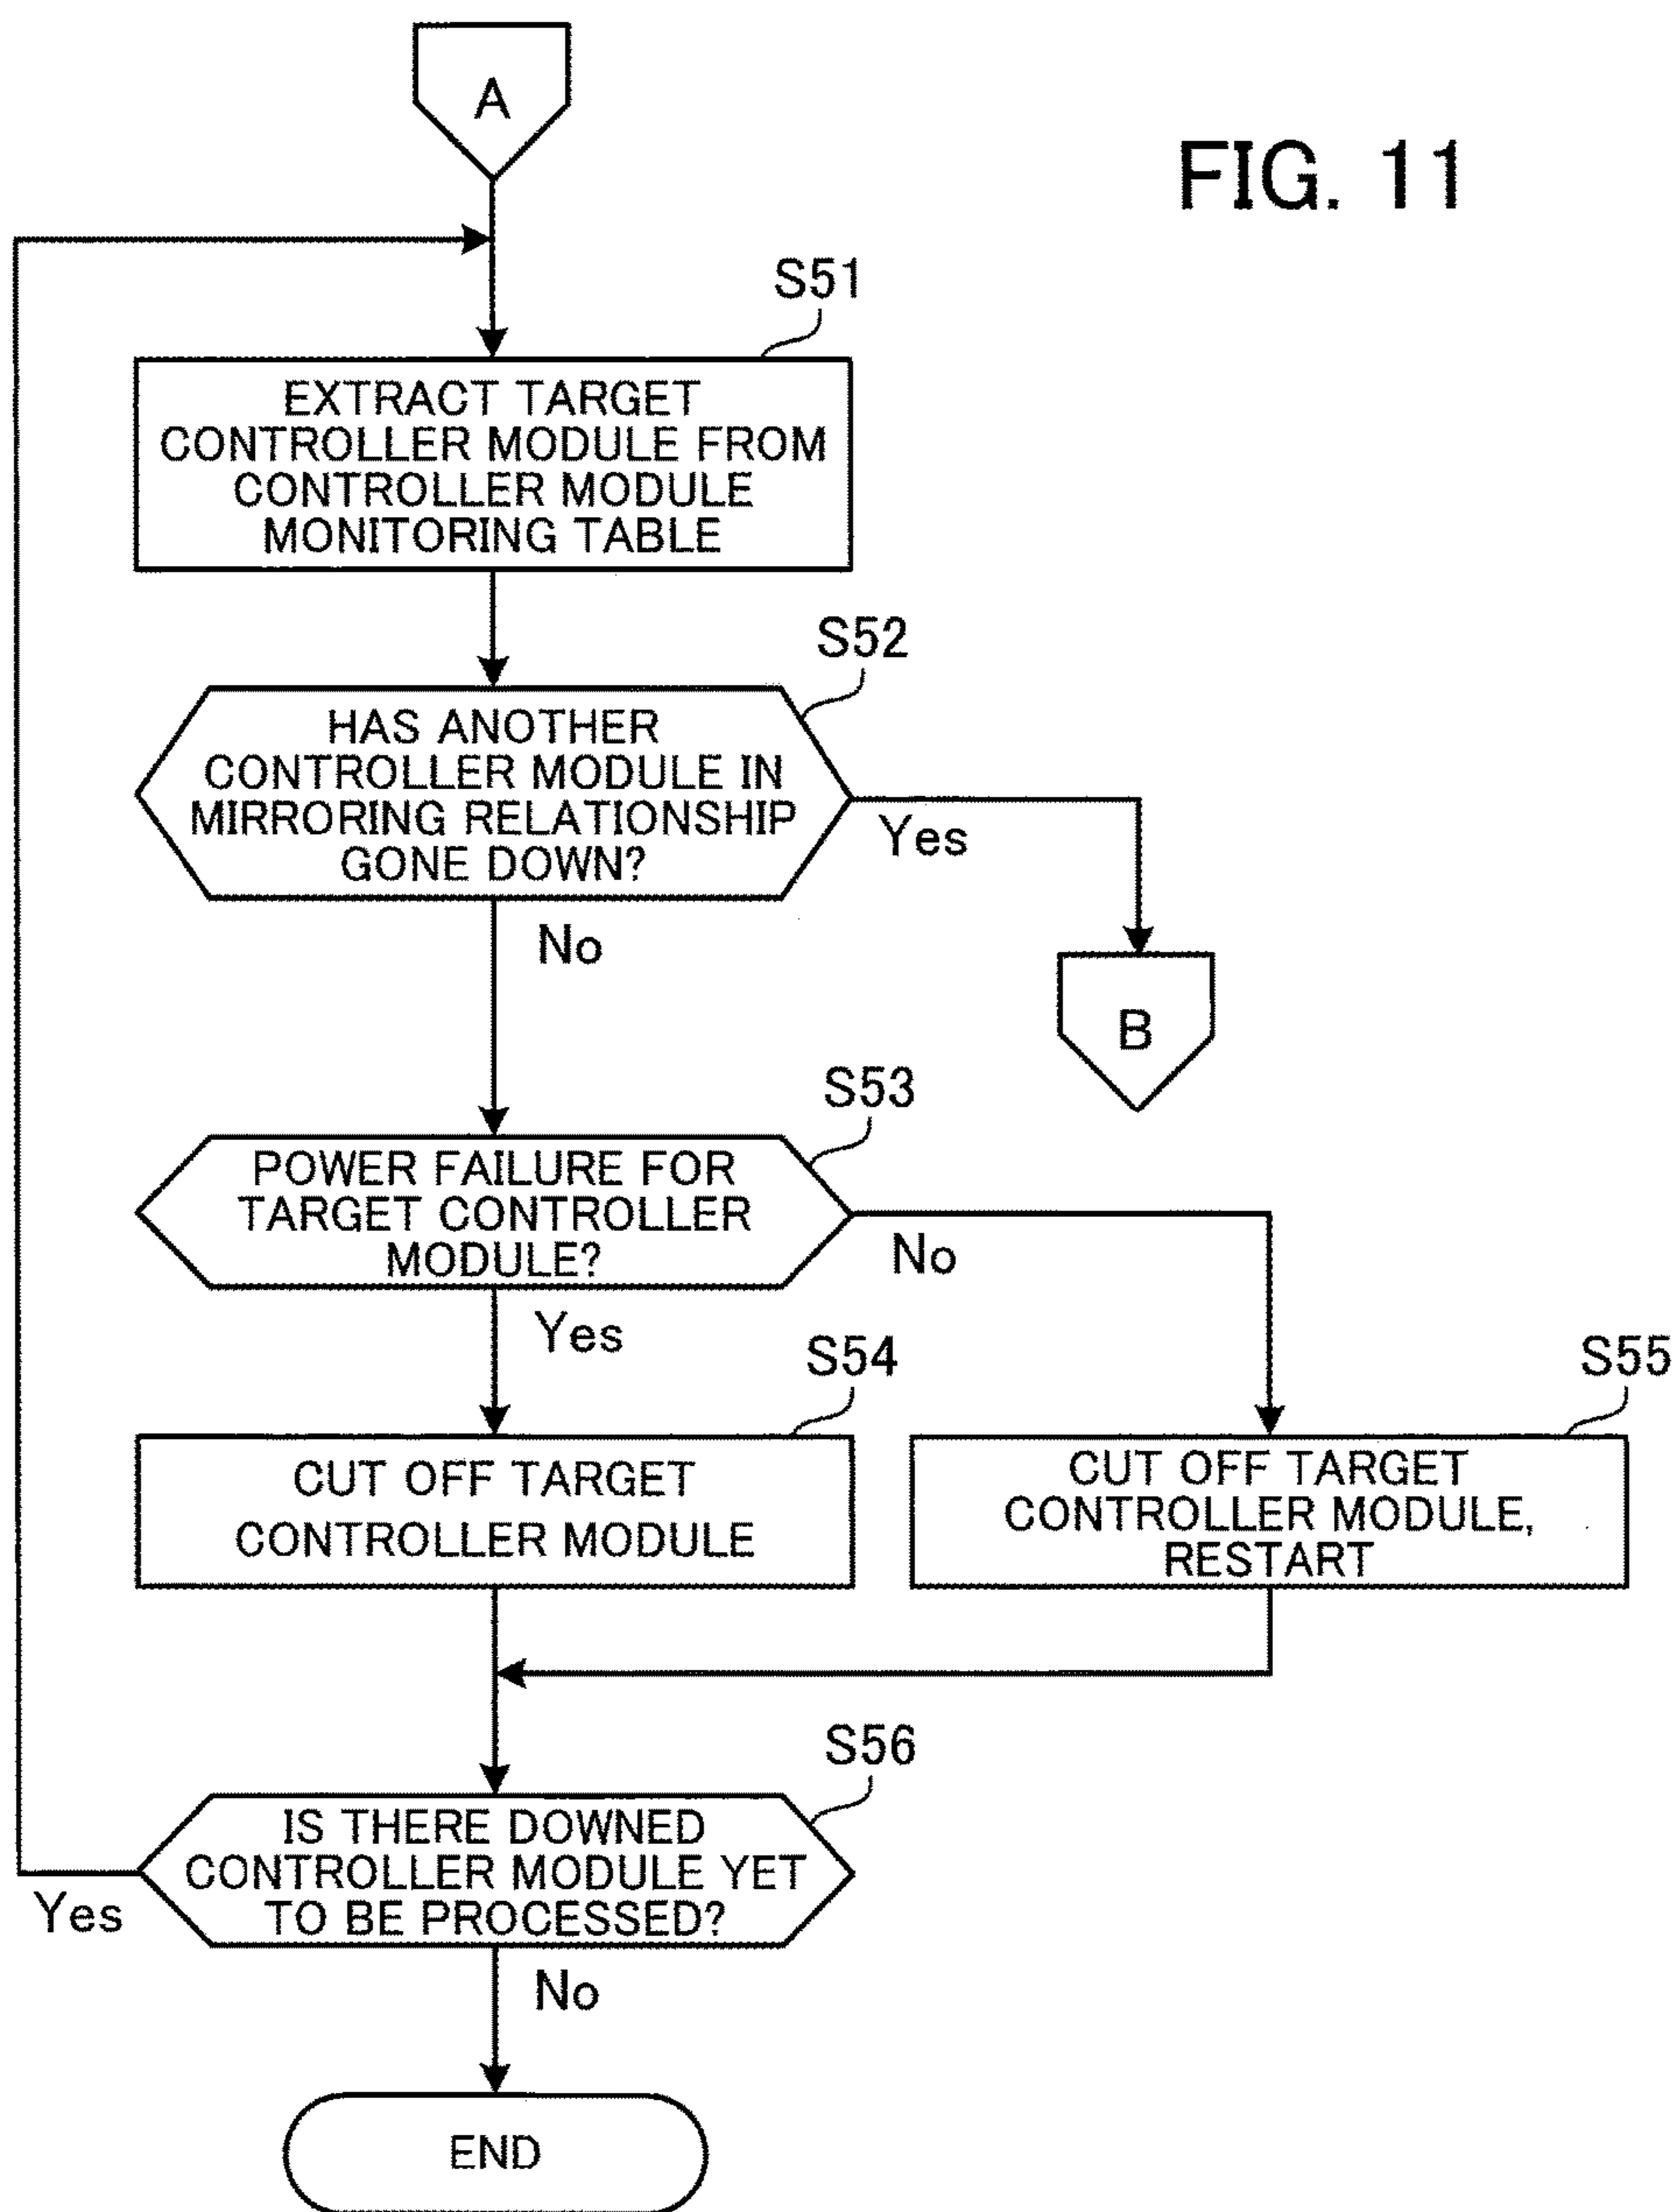 A
FIG. 11
S51
EXTRACT TARGET
CONTROLLER MODULE FROM
CONTROLLER MODULE
MONITORING TABLE
S52
HAS ANOTHER
CONTROLLER MODULE IN
MIRRORING RELATIONSHIP
GONE DOWN?
Yes
No
B
S53
POWER FAILURE FOR
TARGET CONTROLLER
MODULE?
No
Yes
S54
CUT OFF TARGET
CONTROLLER MODULE
S55
CUT OFF TARGET
CONTROLLER MODULE,
RESTART
S56
IS THERE DOWNED
CONTROLLER MODULE YET
TO BE PROCESSED?
Yes
No
END